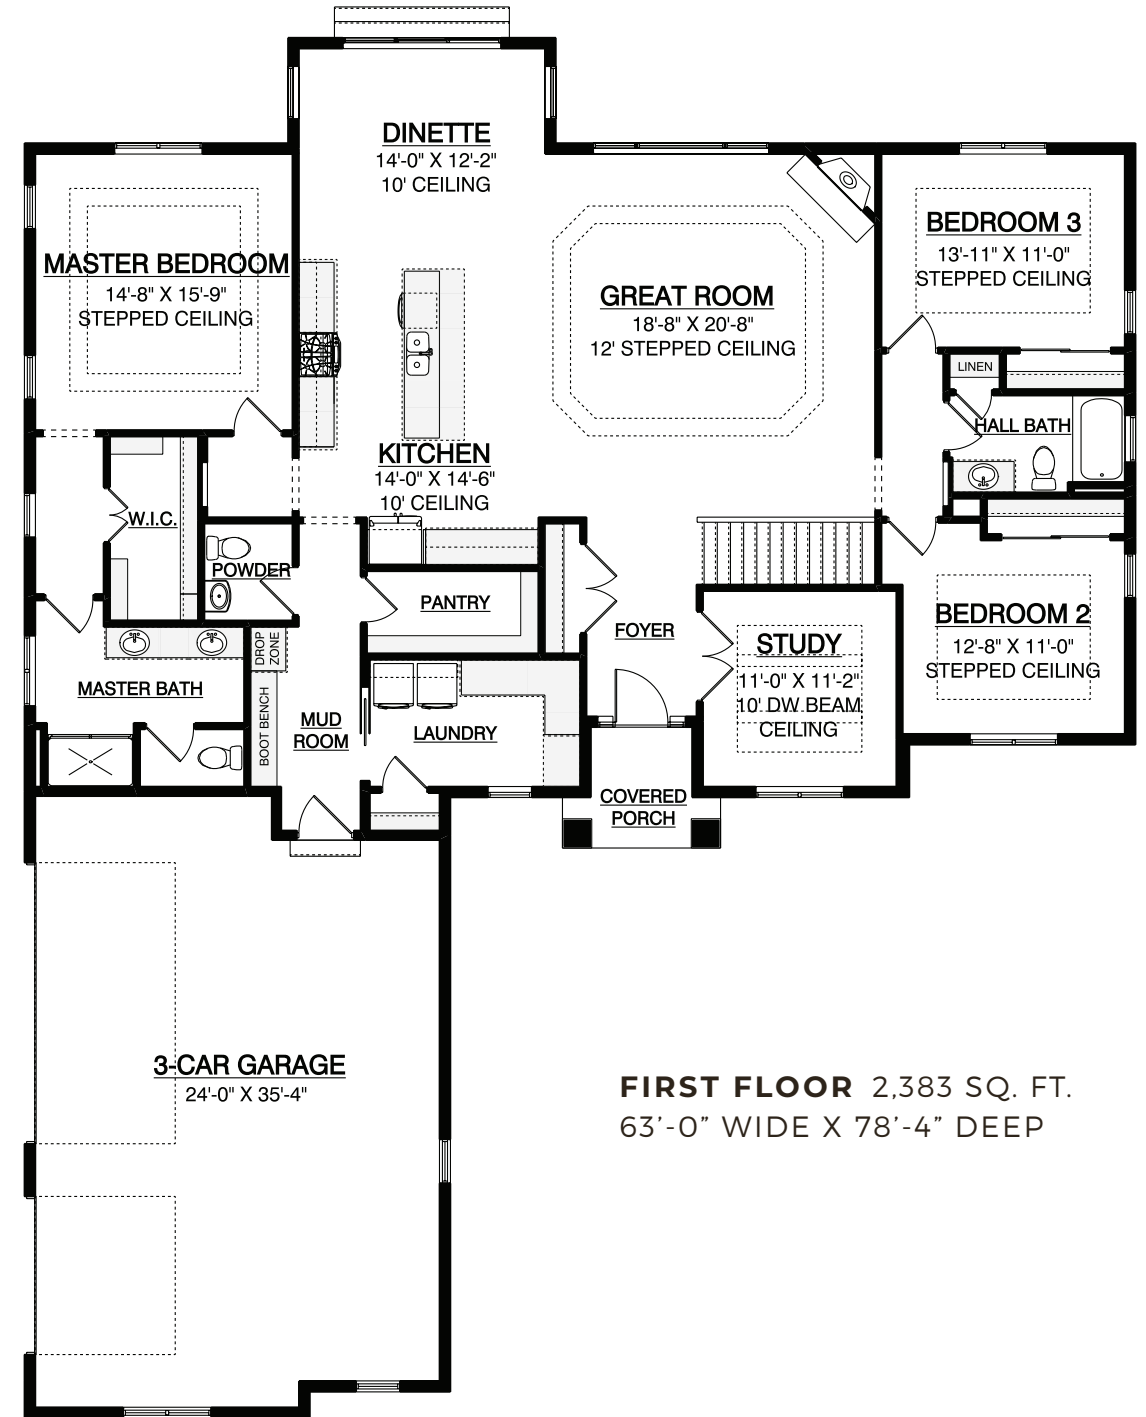 DINETTE
14'-0" X 12'-2"
10' CEILING
MASTER BEDROOM
14'-8" X 15'-9"
STEPPED CEILING
BEDROOM 3
13'-11" X 11'-0"
STEPPED CEILING
GREAT ROOM
18'-8" X 20'-8"
12' STEPPED CEILING
LINEN
HALL BATH
KITCHEN
14'-0" X 14'-6"
10' CEILING
W.I.C.
POWDER
PANTRY
FOYER
STUDY
11'-0" X 11'-2"
10' DW BEAM
CEILING
BEDROOM 2
12'-8" X 11'-0"
STEPPED CEILING
DROP
ZONE
MASTER BATH
BOOT BENCH
MUD
ROOM
LAUNDRY
COVERED
PORCH
3-CAR GARAGE
24'-0" X 35'-4"
FIRST FLOOR 2,383 SQ. FT.
63’-0” WIDE X 78’-4” DEEP